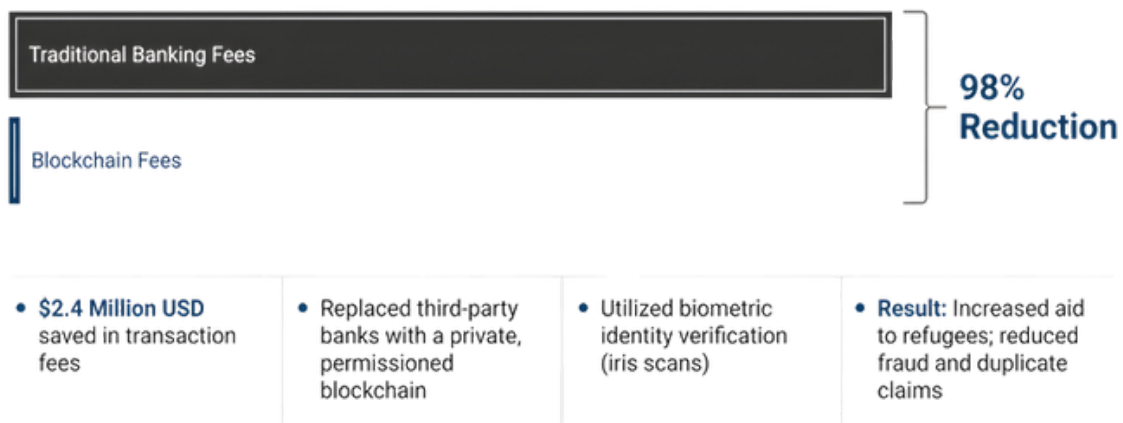 Traditional Banking Fees
98%
Reduction
Blockchain Fees
• $2.4 Million USD
saved in transaction
fees
• Replaced third-party
banks with a private,
permissioned
blockchain
• Utilized biometric
identity verification
(iris scans)
• Result: Increased aid
to refugees; reduced
fraud and duplicate
claims